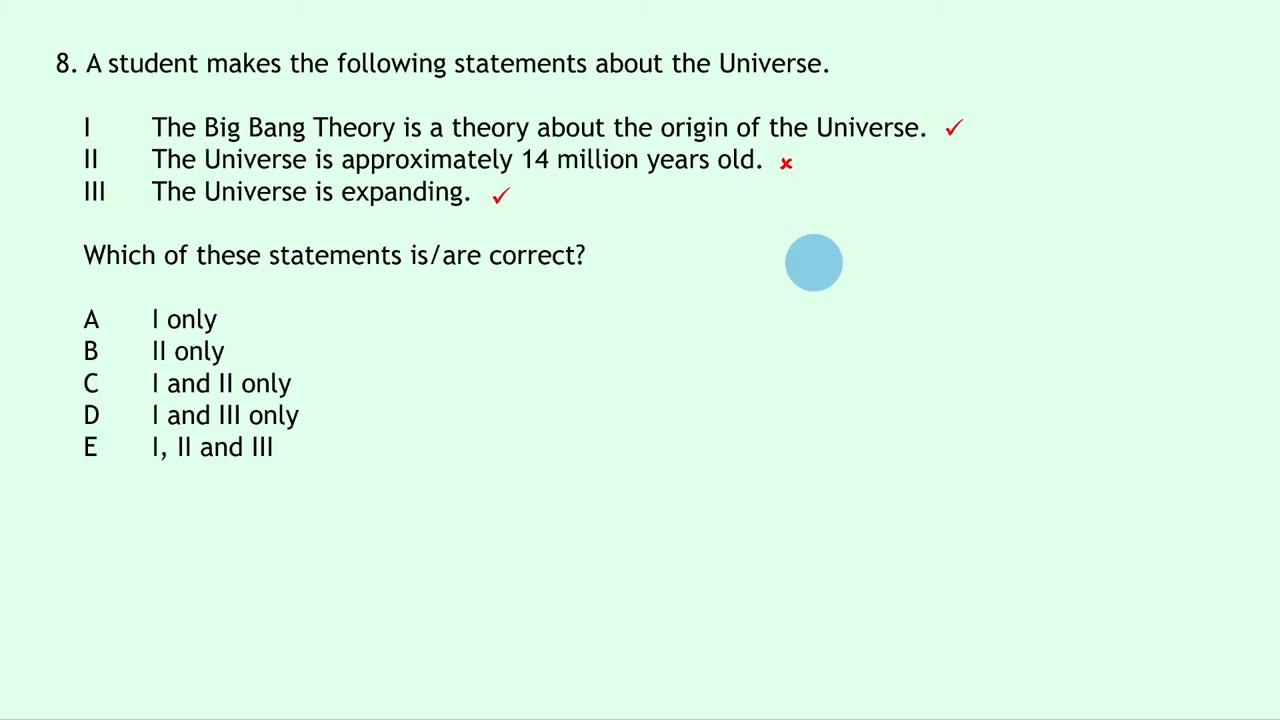 8. A student makes the following statements about the Universe.
I The Big Bang Theory is a theory about the origin of the Universe. ✓
II The Universe is approximately 14 million years old. ✗
III The Universe is expanding. ✓
Which of these statements is/are correct?
A I only
B II only
C I and II only
D I and III only
E I, II and III